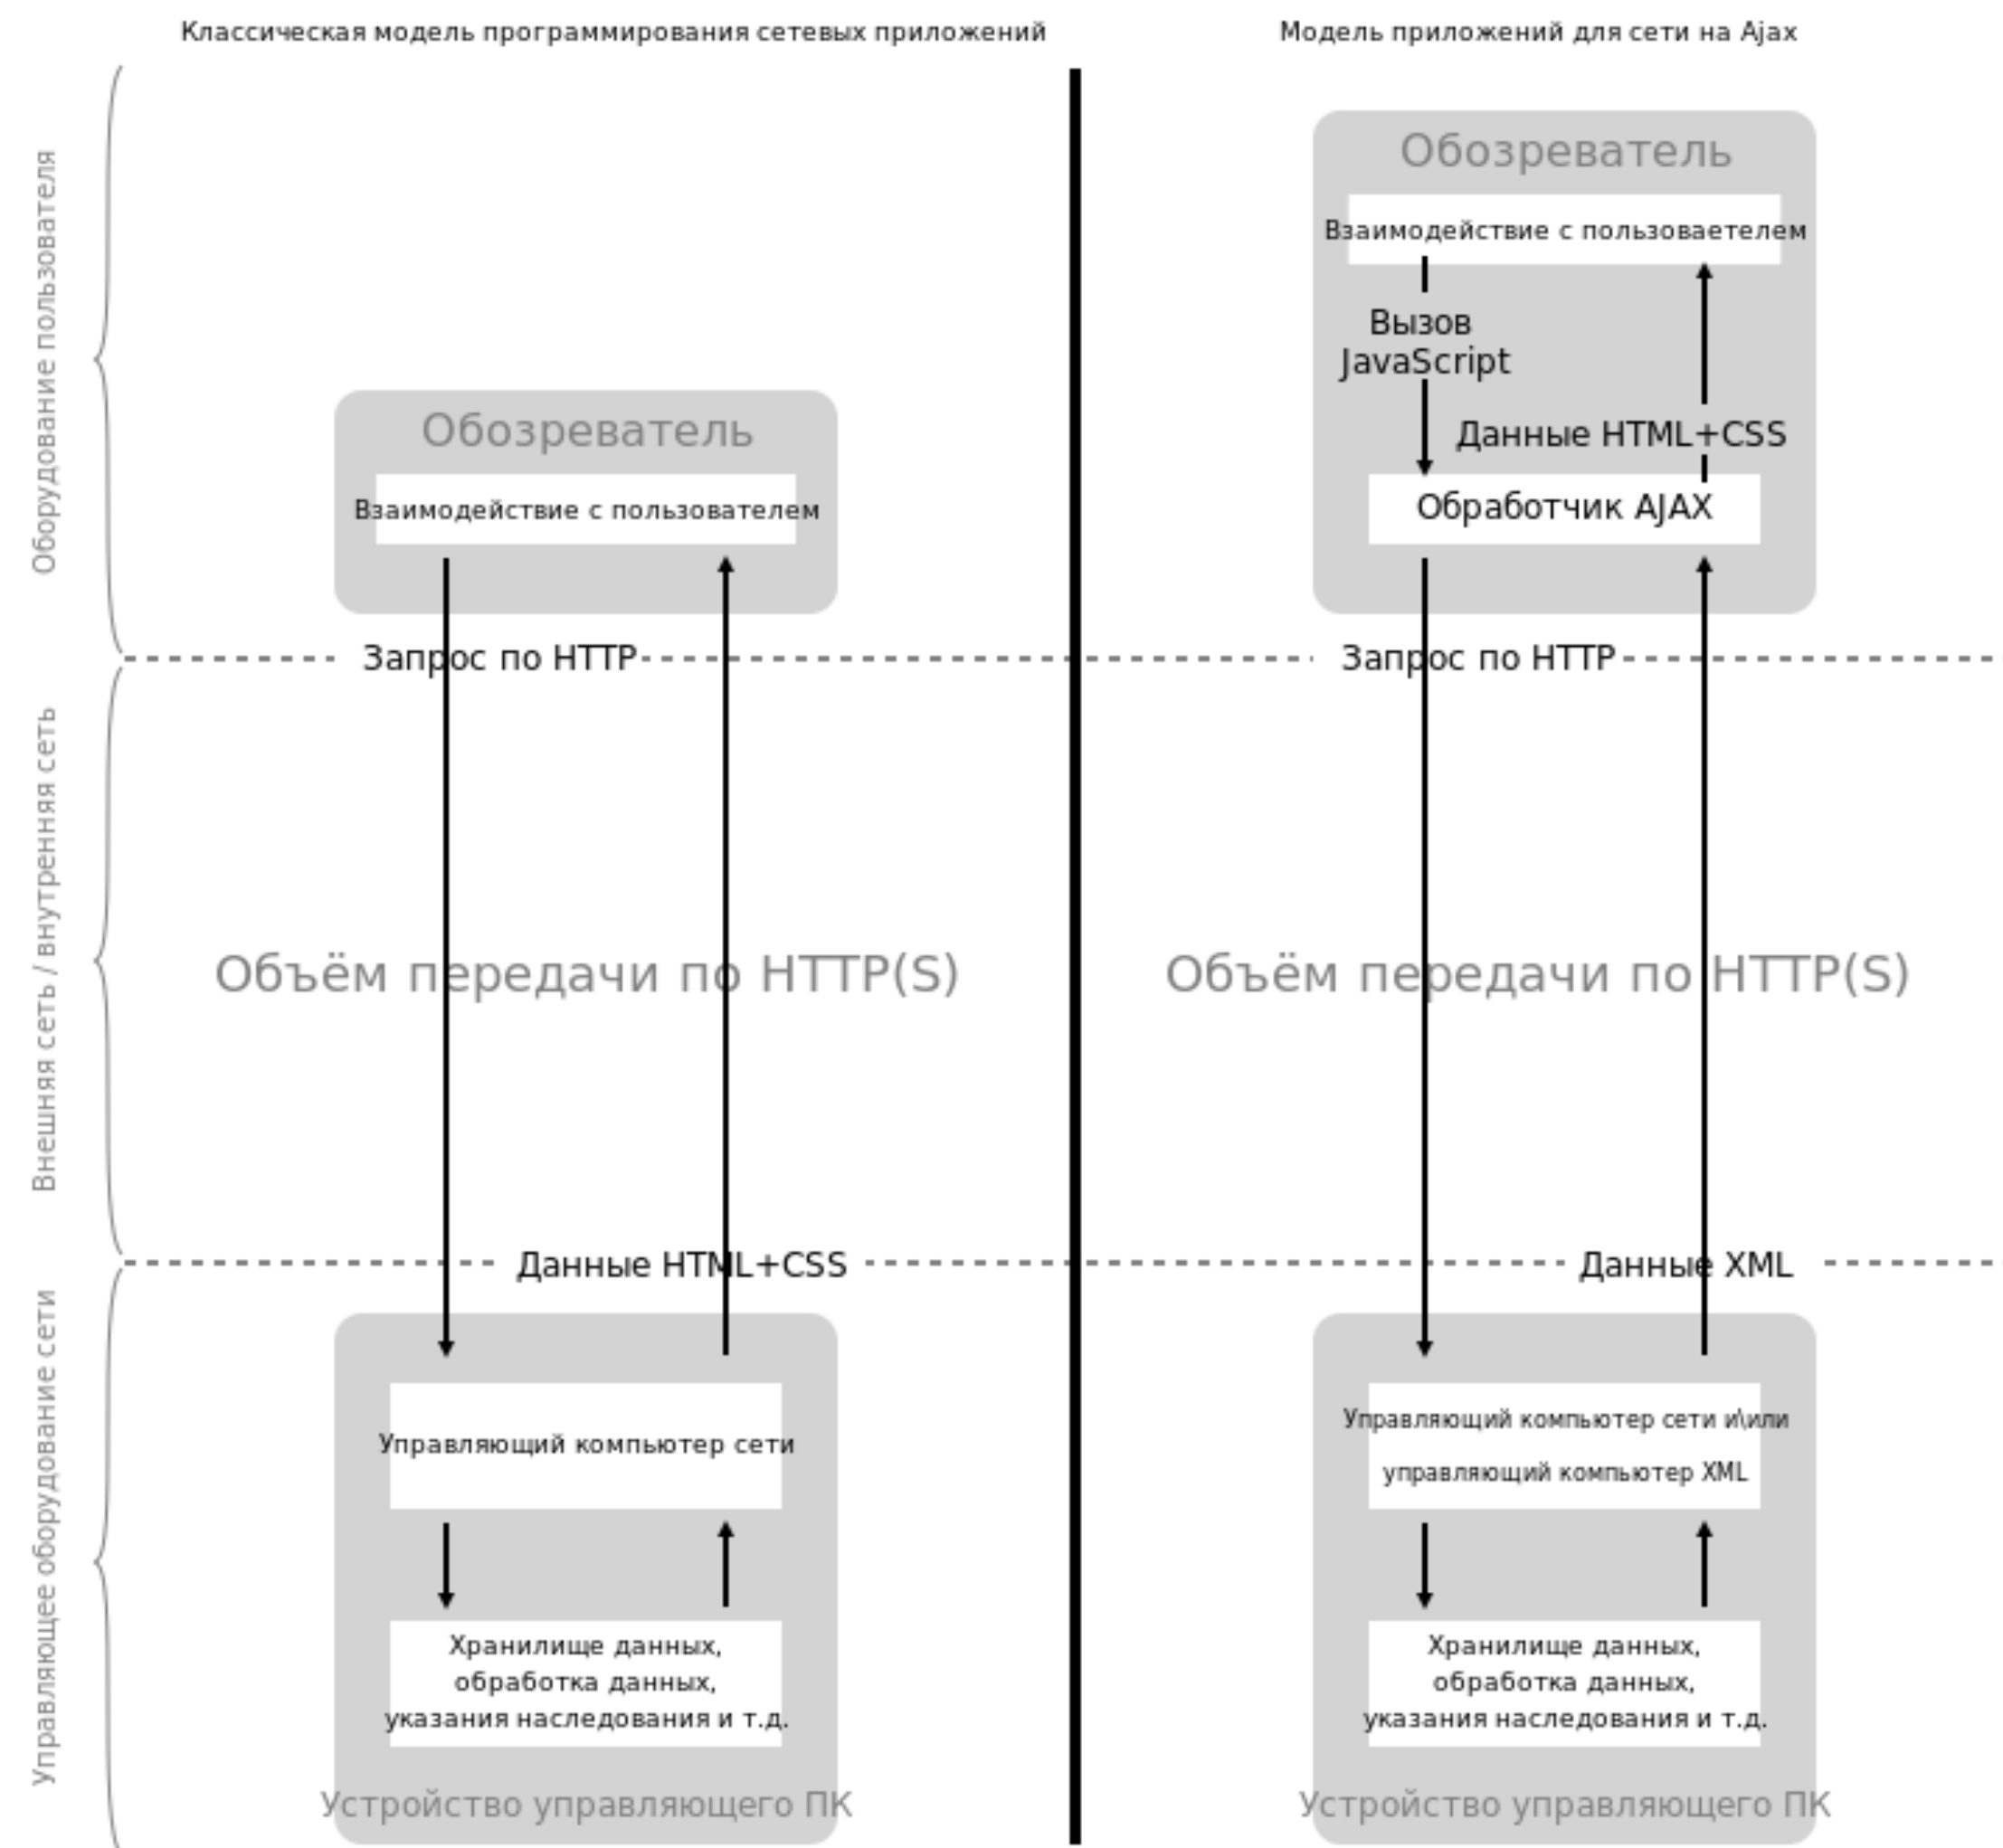 Классическая модель программирования сетевых приложений
Модель приложений для сети на Ajax
Оборудование пользователя
Обозреватель
Взаимодействие с пользователем
Обозреватель
Взаимодействие с пользоваетелем
Вызов
JavaScript
Данные HTML+CSS
Обработчик AJAX
Запрос по HTTP
Запрос по HTTP
Внешняя сеть / внутренняя сеть
Объём передачи по HTTP(S)
Объём передачи по HTTP(S)
Данные HTML+CSS
Данные XML
Управляющее оборудование сети
Управляющий компьютер сети
Хранилище данных,
обработка данных,
указания наследования и т.д.
Устройство управляющего ПК
Управляющий компьютер сети и\или
управляющий компьютер XML
Хранилище данных,
обработка данных,
указания наследования и т.д.
Устройство управляющего ПК